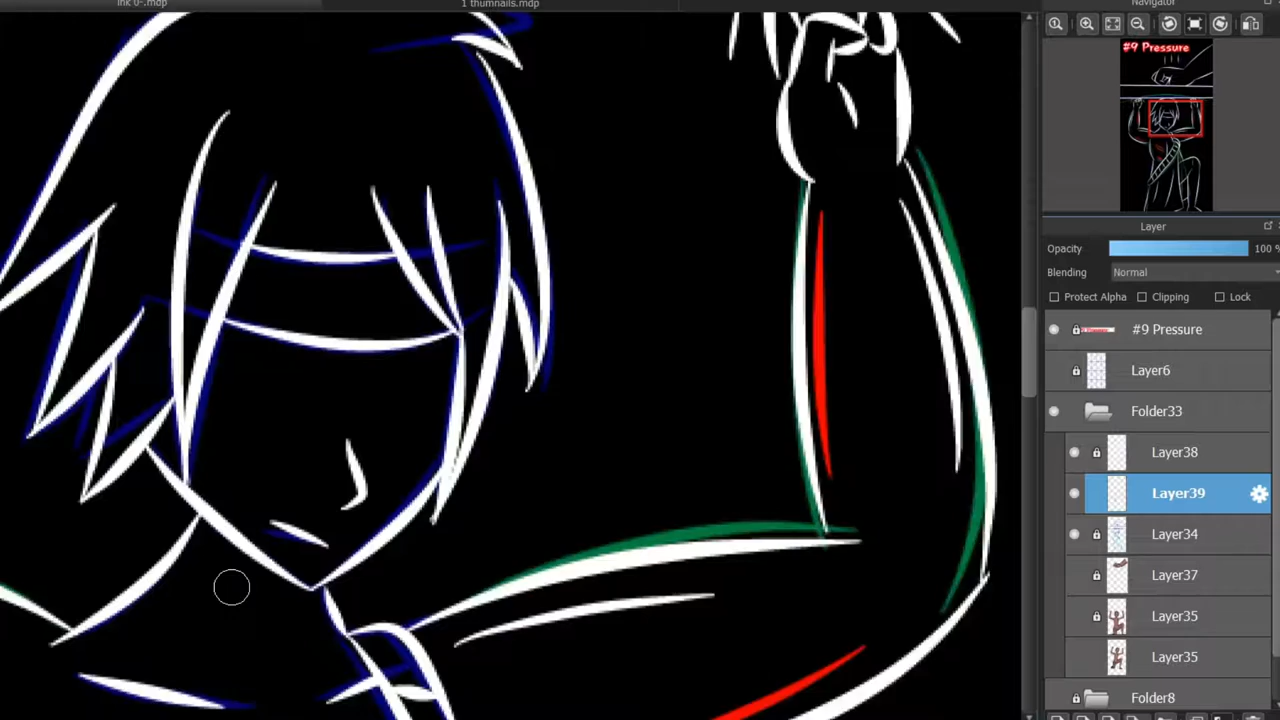 ink 0-.mdp
1 thumnails.mdp
Navigator
#9 Pressure
Layer
Opacity
100 %
Blending
Normal
Protect Alpha
Clipping
Lock
#9 Pressure
Layer6
Folder33
Layer38
Layer39
Layer34
Layer37
Layer35
Layer35
Folder8